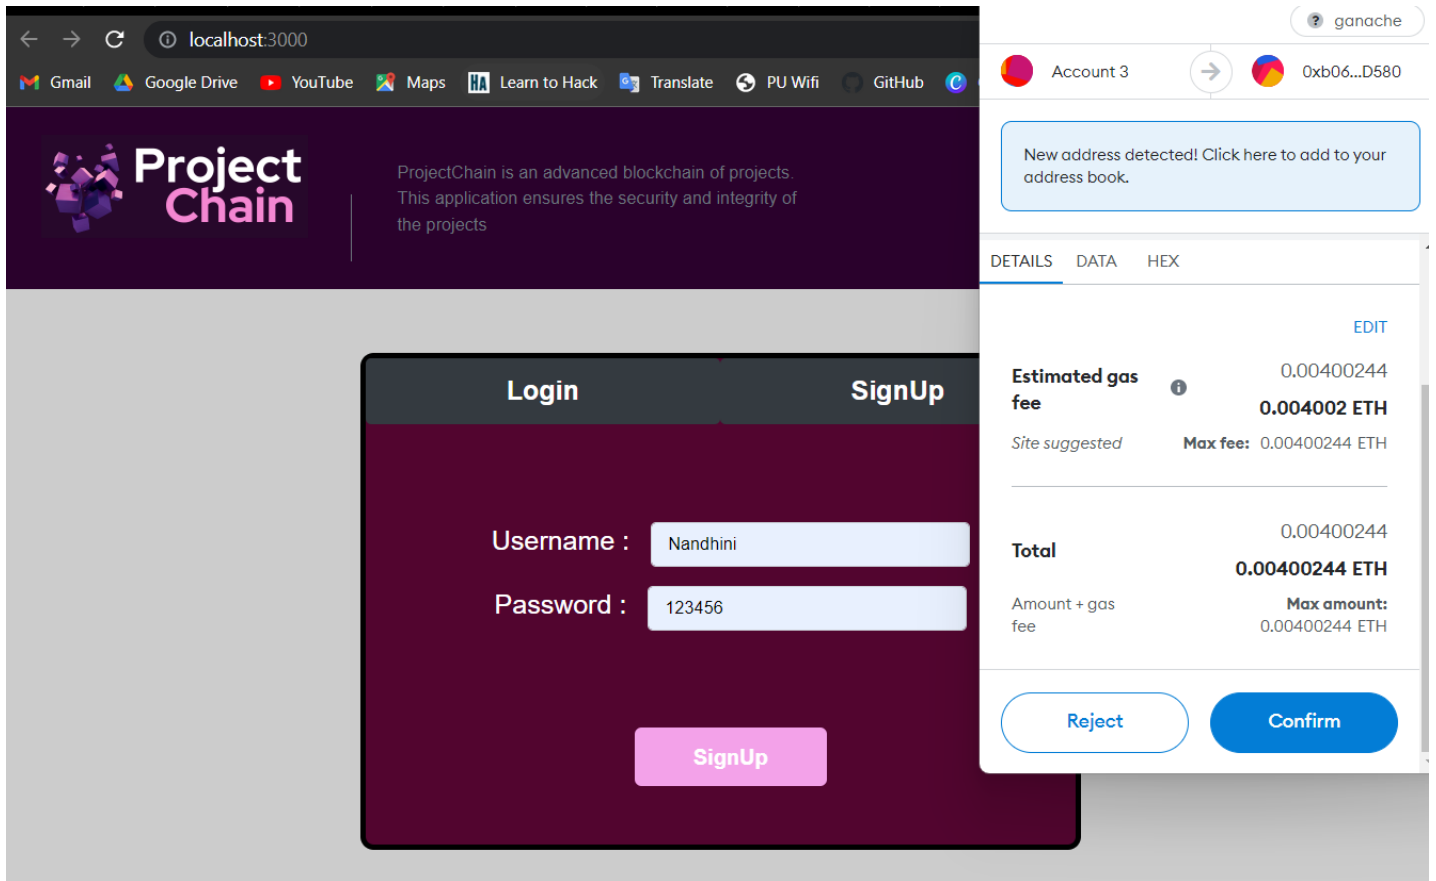 localhost:3000
Gmail Google Drive YouTube Maps HA Learn to Hack Translate PU Wifi GitHub
Project
Chain
ProjectChain is an advanced blockchain of projects.
This application ensures the security and integrity of
the projects
Login SignUp
Username : Nandhini
Password : 123456
SignUp
? ganache
Account 3 0xb06...D580
New address detected! Click here to add to your
address book.
DETAILS DATA HEX
EDIT
Estimated gas
fee
0.00400244
0.004002 ETH
Site suggested Max fee: 0.00400244 ETH
Total
0.00400244
0.00400244 ETH
Amount + gas
fee
Max amount:
0.00400244 ETH
Reject Confirm